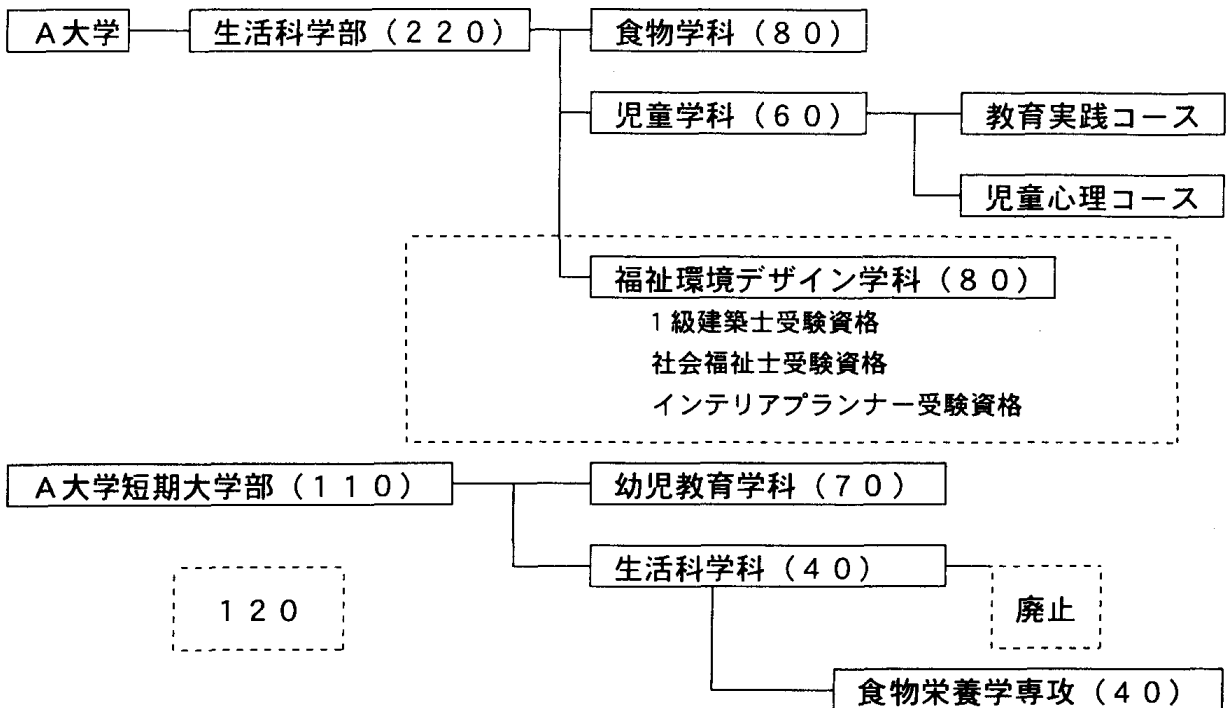 A大学
生活科学部(220)
食物学科(80)
児童学科(60)
教育実践コース
児童心理コース
福祉環境デザイン学科(80)
1級建築士受験資格
社会福祉士受験資格
インテリアプランナー受験資格
A大学短期大学部(110)
幼児教育学科(70)
生活科学科(40)
120
廃止
食物栄養学専攻(40)